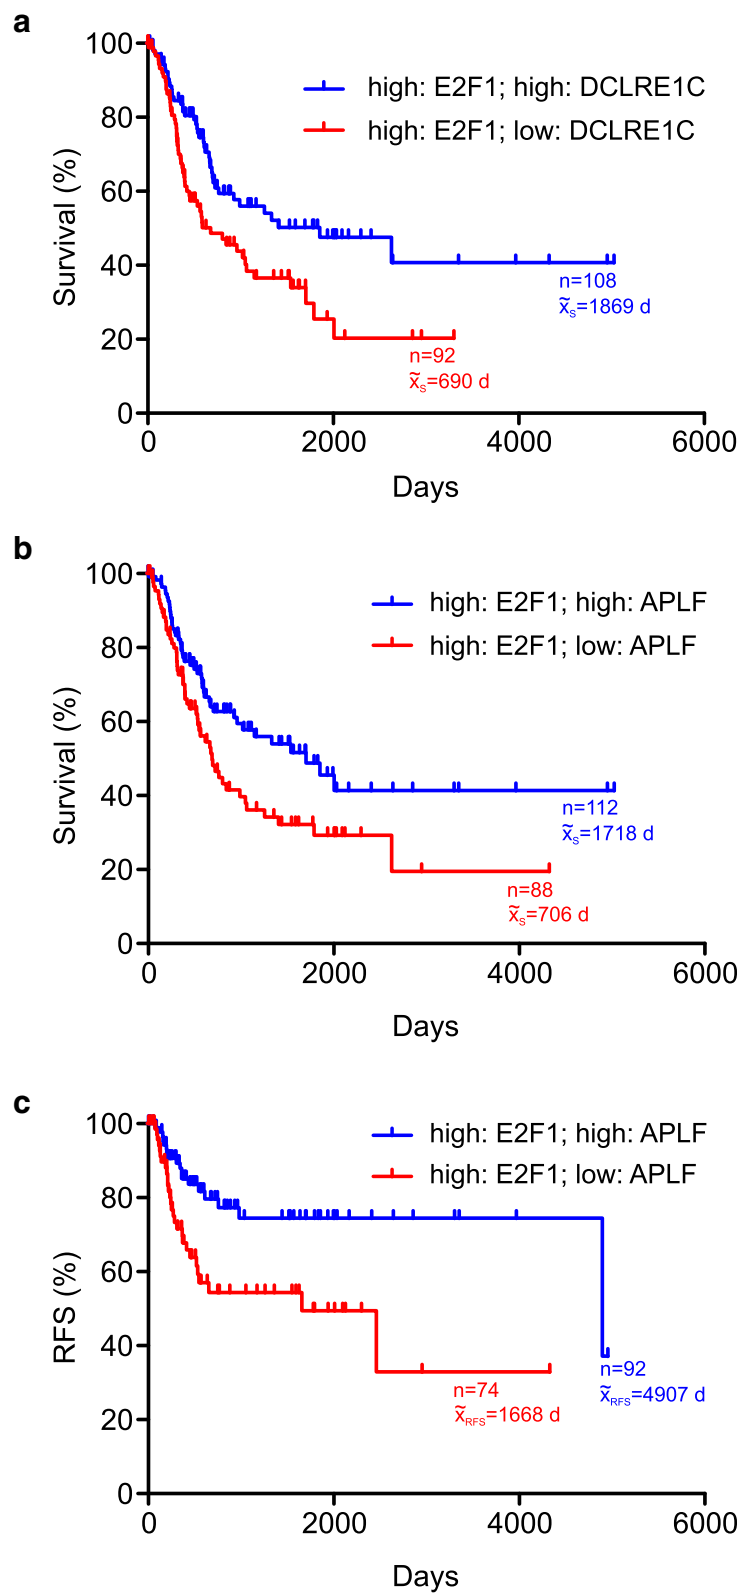 a
100
80
60
40
20
0
Survival (%)
high: E2F1; high: DCLRE1C
high: E2F1; low: DCLRE1C
n=108
x̃S=1869 d
n=92
x̃S=690 d
0 2000 4000 6000
Days
b
100
80
60
40
20
0
Survival (%)
high: E2F1; high: APLF
high: E2F1; low: APLF
n=112
x̃S=1718 d
n=88
x̃S=706 d
0 2000 4000 6000
Days
c
100
80
60
40
20
0
RFS (%)
high: E2F1; high: APLF
high: E2F1; low: APLF
n=92
x̃RFS=4907 d
n=74
x̃RFS=1668 d
0 2000 4000 6000
Days